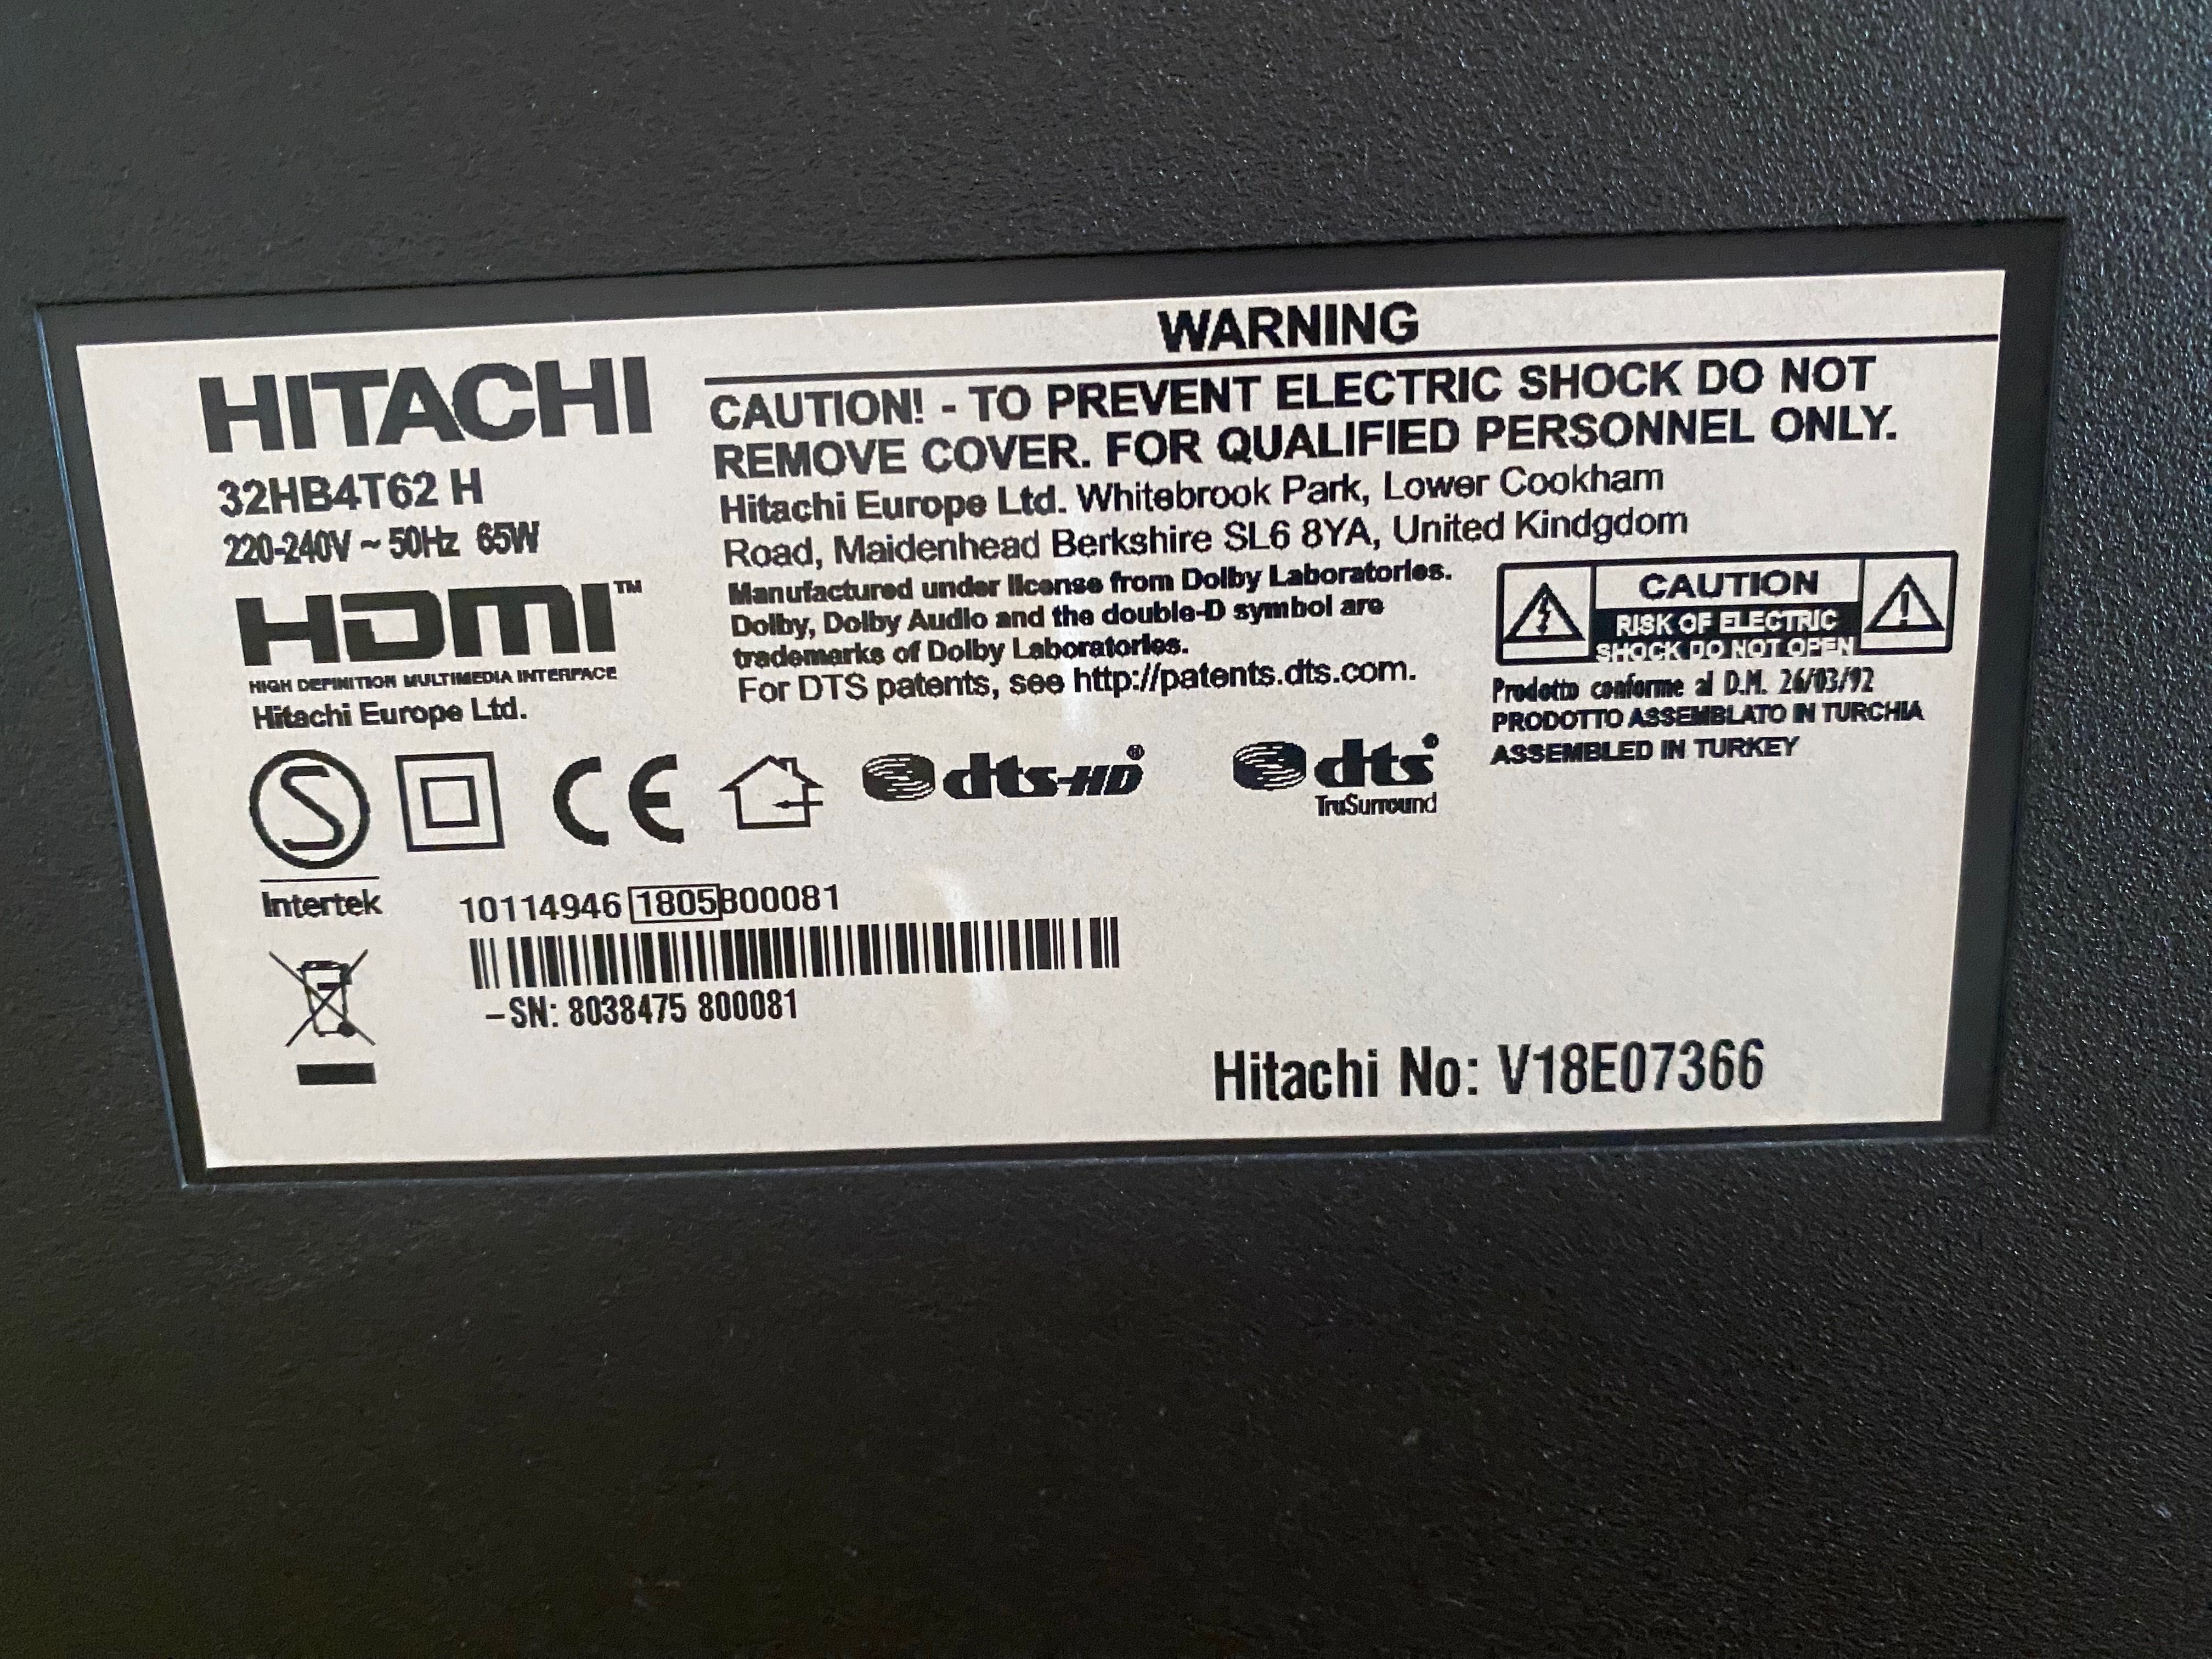 WARNING
HITACHI
32HB4T62 H
220-240V ~ 50Hz 65W
HDMI™
HIGH DEFINITION MULTIMEDIA INTERFACE
Hitachi Europe Ltd.
CAUTION! - TO PREVENT ELECTRIC SHOCK DO NOT
REMOVE COVER. FOR QUALIFIED PERSONNEL ONLY.
Hitachi Europe Ltd. Whitebrook Park, Lower Cookham
Road, Maidenhead Berkshire SL6 8YA, United Kindgdom
Manufactured under license from Dolby Laboratories.
Dolby, Dolby Audio and the double-D symbol are
trademarks of Dolby Laboratories.
For DTS patents, see http://patents.dts.com.
CAUTION
RISK OF ELECTRIC
SHOCK DO NOT OPEN
Prodotto conforme al D.M. 26/03/92
PRODOTTO ASSEMBLATO IN TURCHIA
ASSEMBLED IN TURKEY
S
Intertek
CE
dts-HD®
dts®
TruSurround
10114946 1805 800081
–SN: 8038475 800081
Hitachi No: V18E07366